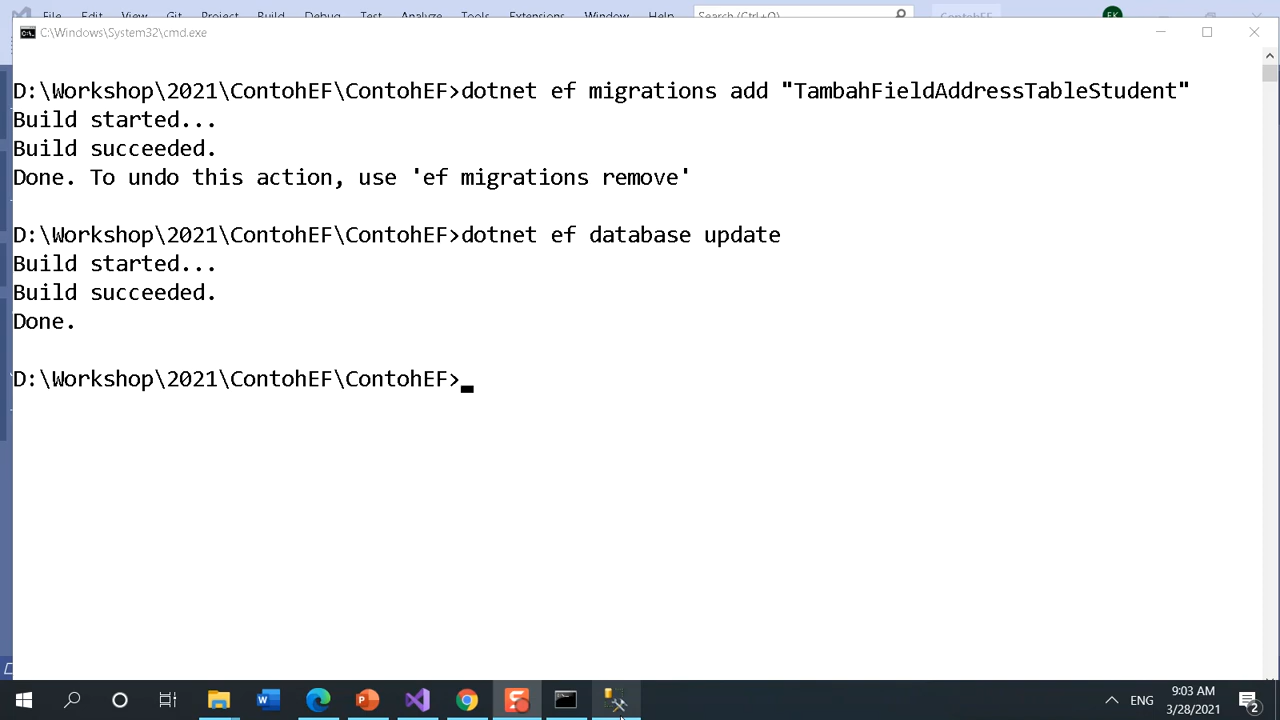 C:\Windows\System32\cmd.exe
D:\Workshop\2021\ContohEF\ContohEF>dotnet ef migrations add "TambahFieldAddressTableStudent"
Build started...
Build succeeded.
Done. To undo this action, use 'ef migrations remove'
D:\Workshop\2021\ContohEF\ContohEF>dotnet ef database update
Build started...
Build succeeded.
Done.
D:\Workshop\2021\ContohEF\ContohEF>
ENG
9:03 AM
3/28/2021
2